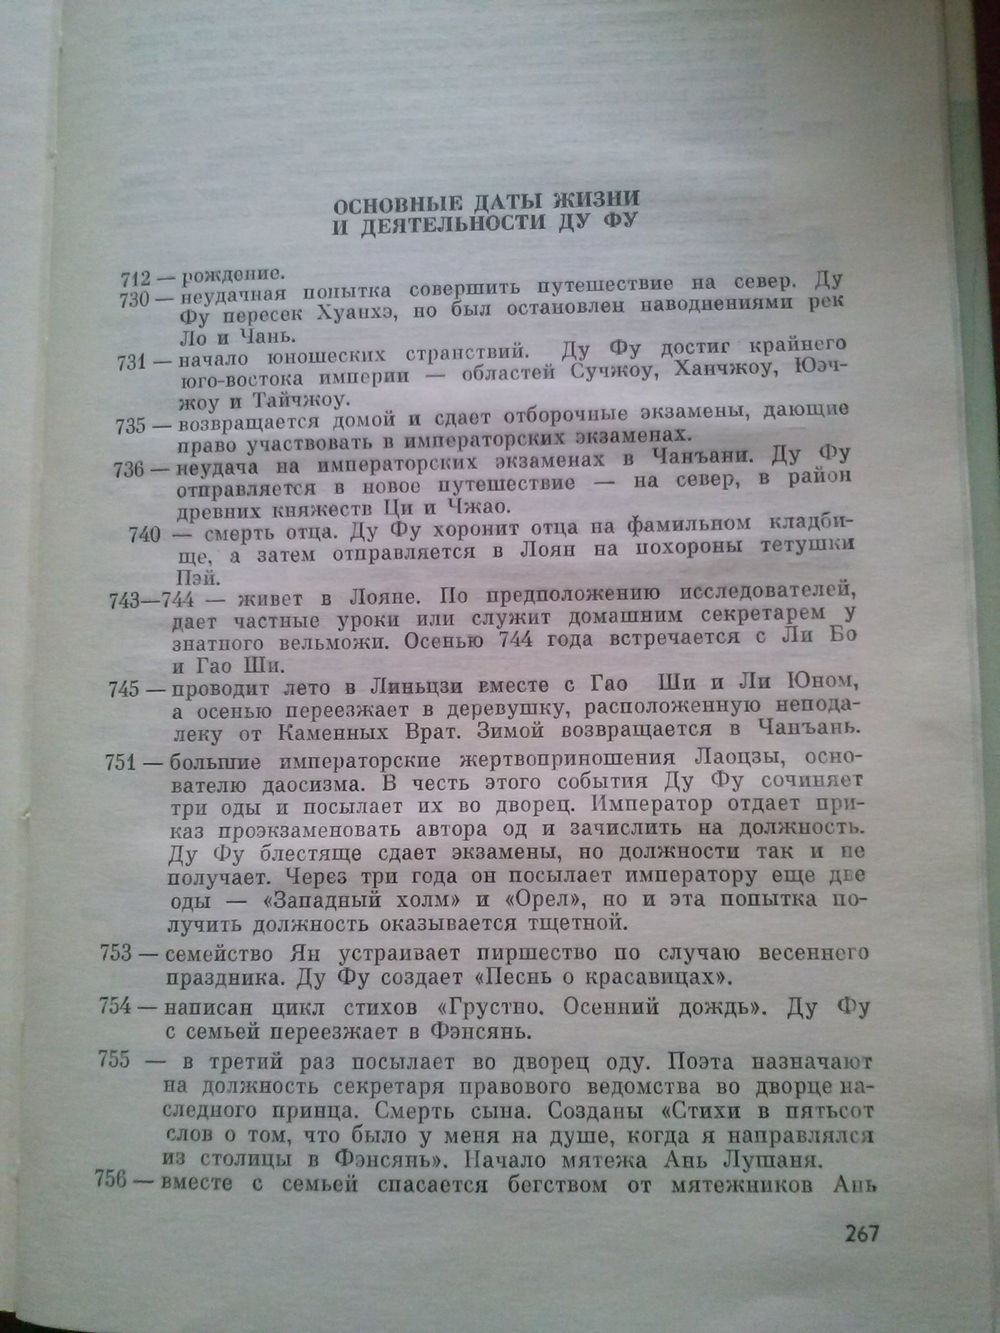 ОСНОВНЫЕ ДАТЫ ЖИЗНИ
И ДЕЯТЕЛЬНОСТИ ДУ ФУ
712 — рождение.
730 — неудачная попытка совершить путешествие на север. Ду
Фу пересек Хуанхэ, но был остановлен наводнениями рек
Ло и Чань.
731 — начало юношеских странствий. Ду Фу достиг крайнего
юго-востока империи — областей Сучжоу, Ханчжоу, Юэч-
жоу и Тайчжоу.
735 — возвращается домой и сдает отборочные экзамены, дающие
право участвовать в императорских экзаменах.
736 — неудача на императорских экзаменах в Чанъани. Ду Фу
отправляется в новое путешествие — на север, в район
древних княжеств Ци и Чжао.
740 — смерть отца. Ду Фу хоронит отца на фамильном кладби-
ще, а затем отправляется в Лоян на похороны тетушки
Пэй.
743—744 — живет в Лояне. По предположению исследователей,
дает частные уроки или служит домашним секретарем у
знатного вельможи. Осенью 744 года встречается с Ли Бо
и Гао Ши.
745 — проводит лето в Линьцзи вместе с Гао Ши и Ли Юном,
а осенью переезжает в деревушку, расположенную непода-
леку от Каменных Врат. Зимой возвращается в Чанъань.
751 — большие императорские жертвоприношения Лаоцзы, осно-
вателю даосизма. В честь этого события Ду Фу сочиняет
три оды и посылает их во дворец. Император отдает при-
каз проэкзаменовать автора од и зачислить на должность.
Ду Фу блестяще сдает экзамены, но должности так и не
получает. Через три года он посылает императору еще две
оды — «Западный холм» и «Орел», но и эта попытка по-
лучить должность оказывается тщетной.
753 — семейство Ян устраивает пиршество по случаю весеннего
праздника. Ду Фу создает «Песнь о красавицах».
754 — написан цикл стихов «Грустно. Осенний дождь». Ду Фу
с семьей переезжает в Фэнсянь.
755 — в третий раз посылает во дворец оду. Поэта назначают
на должность секретаря правового ведомства во дворце на-
следного принца. Смерть сына. Созданы «Стихи в пятьсот
слов о том, что было у меня на душе, когда я направлялся
из столицы в Фэнсянь». Начало мятежа Ань Лушаня.
756 — вместе с семьей спасается бегством от мятежников Ань
267